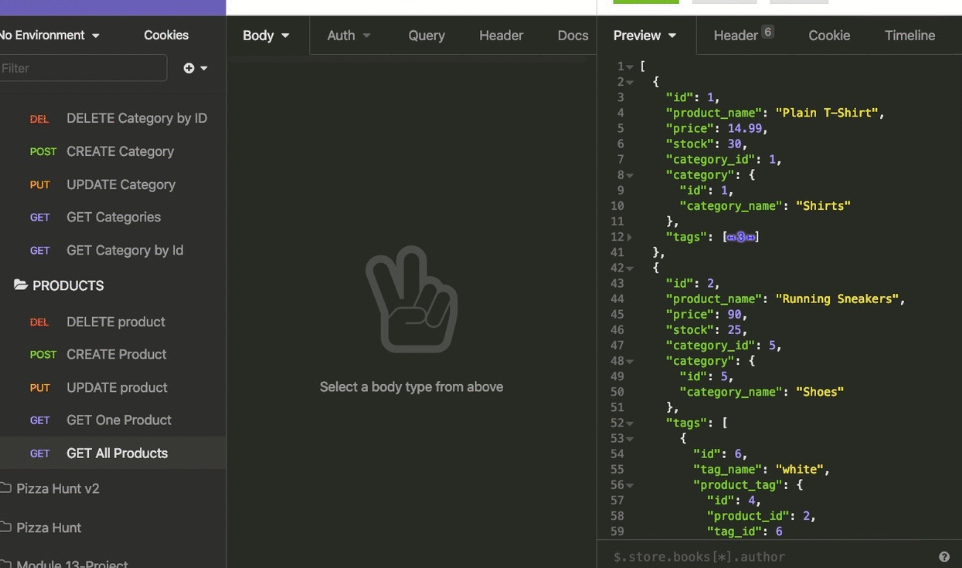 No Environment
Cookies
Filter
DEL DELETE Category by ID
POST CREATE Category
PUT UPDATE Category
GET GET Categories
GET GET Category by Id
PRODUCTS
DEL DELETE product
POST CREATE Product
PUT UPDATE product
GET GET One Product
GET GET All Products
Pizza Hunt v2
Pizza Hunt
Module 13-Project
Body Auth Query Header Docs
Select a body type from above
Preview Header 6 Cookie Timeline
1 [
2 {
3 "id": 1,
4 "product_name": "Plain T-Shirt",
5 "price": 14.99,
6 "stock": 30,
7 "category_id": 1,
8 "category": {
9 "id": 1,
10 "category_name": "Shirts"
11 },
12 "tags": [↔3↔]
41 },
42 {
43 "id": 2,
44 "product_name": "Running Sneakers",
45 "price": 90,
46 "stock": 25,
47 "category_id": 5,
48 "category": {
49 "id": 5,
50 "category_name": "Shoes"
51 },
52 "tags": [
53 {
54 "id": 6,
55 "tag_name": "white",
56 "product_tag": {
57 "id": 4,
58 "product_id": 2,
59 "tag_id": 6
$.store.books[*].author